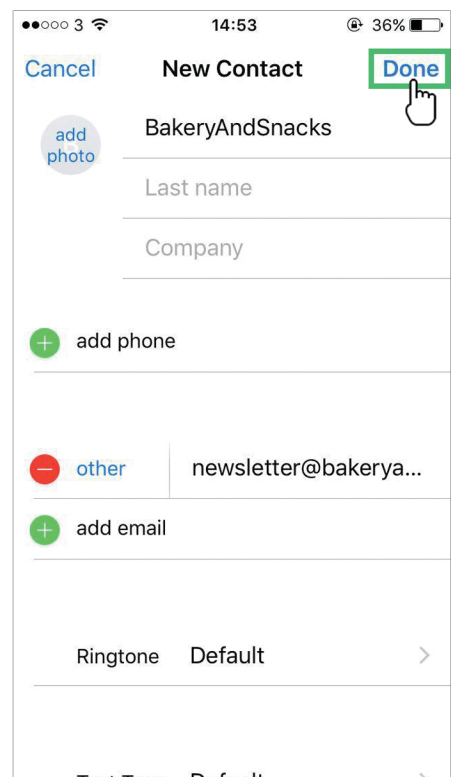 3 14:53 36%
Cancel New Contact Done
add photo BakeryAndSnacks
Last name
Company
add phone
other newsletter@bakerya...
add email
Ringtone Default